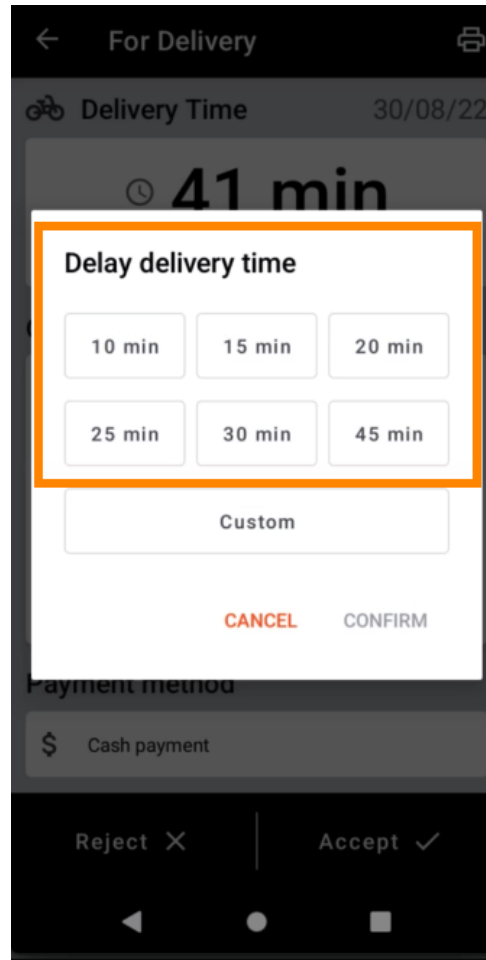 For Delivery
Delivery Time 30/08/22
41 min
Delay delivery time
10 min 15 min 20 min
25 min 30 min 45 min
Custom
CANCEL CONFIRM
Payment method
$ Cash payment
Reject Accept